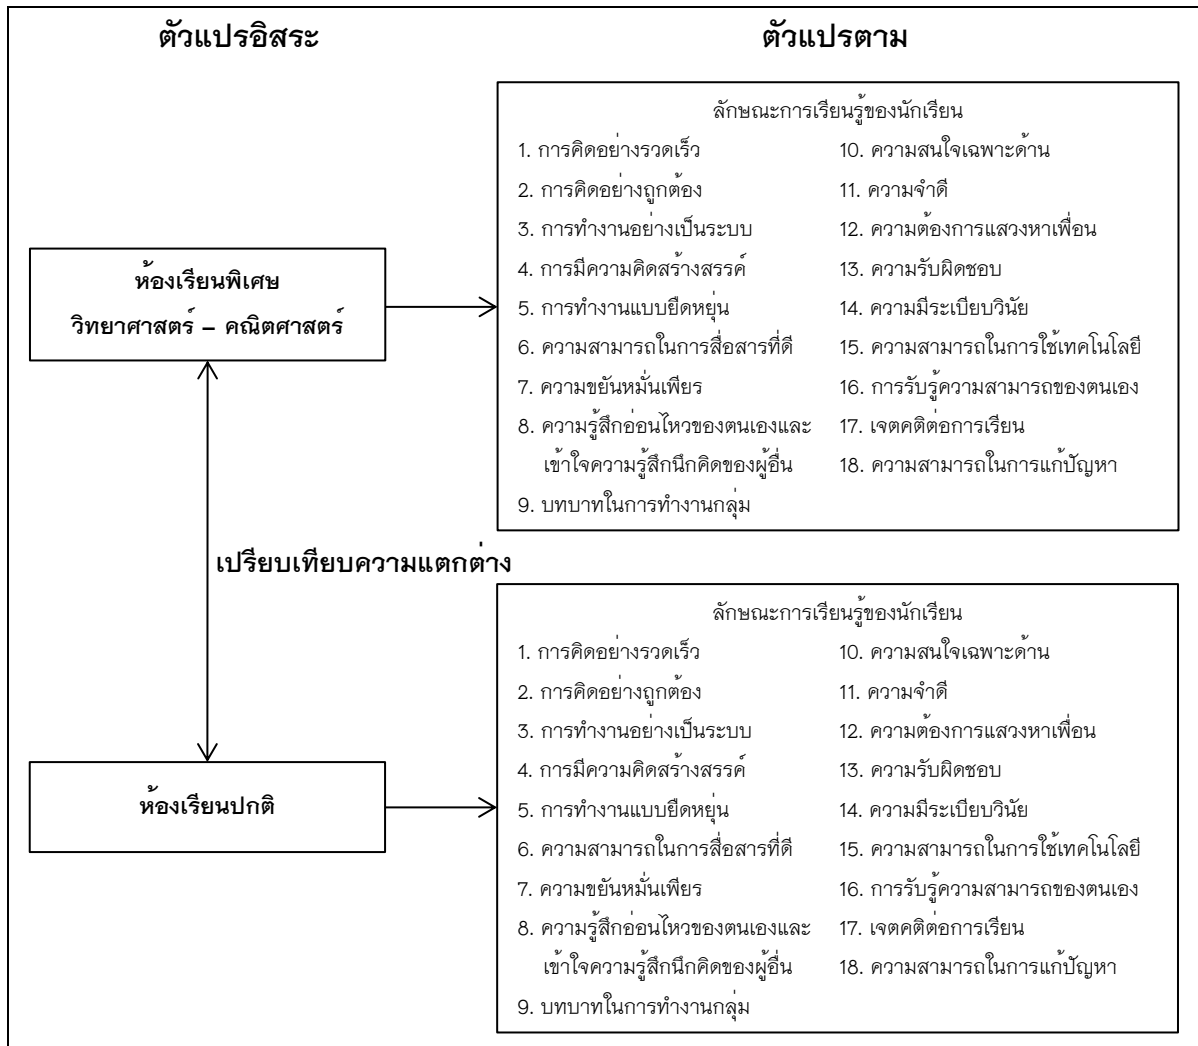 ตัวแปรอิสระ
ตัวแปรตาม
ลักษณะการเรียนรู้ของนักเรียน
1. การคิดอย่างรวดเร็ว
2. การคิดอย่างถูกต้อง
3. การทำงานอย่างเป็นระบบ
4. การมีความคิดสร้างสรรค์
5. การทำงานแบบยืดหยุ่น
6. ความสามารถในการสื่อสารที่ดี
7. ความขยันหมั่นเพียร
8. ความรู้สึกอ่อนไหวของตนเองและ
เข้าใจความรู้สึกนึกคิดของผู้อื่น
9. บทบาทในการทำงานกลุ่ม
10. ความสนใจเฉพาะด้าน
11. ความจำดี
12. ความต้องการแสวงหาเพื่อน
13. ความรับผิดชอบ
14. ความมีระเบียบวินัย
15. ความสามารถในการใช้เทคโนโลยี
16. การรับรู้ความสามารถของตนเอง
17. เจตคติต่อการเรียน
18. ความสามารถในการแก้ปัญหา
ห้องเรียนพิเศษ
วิทยาศาสตร์ – คณิตศาสตร์
เปรียบเทียบความแตกต่าง
ลักษณะการเรียนรู้ของนักเรียน
1. การคิดอย่างรวดเร็ว
2. การคิดอย่างถูกต้อง
3. การทำงานอย่างเป็นระบบ
4. การมีความคิดสร้างสรรค์
5. การทำงานแบบยืดหยุ่น
6. ความสามารถในการสื่อสารที่ดี
7. ความขยันหมั่นเพียร
8. ความรู้สึกอ่อนไหวของตนเองและ
เข้าใจความรู้สึกนึกคิดของผู้อื่น
9. บทบาทในการทำงานกลุ่ม
10. ความสนใจเฉพาะด้าน
11. ความจำดี
12. ความต้องการแสวงหาเพื่อน
13. ความรับผิดชอบ
14. ความมีระเบียบวินัย
15. ความสามารถในการใช้เทคโนโลยี
16. การรับรู้ความสามารถของตนเอง
17. เจตคติต่อการเรียน
18. ความสามารถในการแก้ปัญหา
ห้องเรียนปกติ